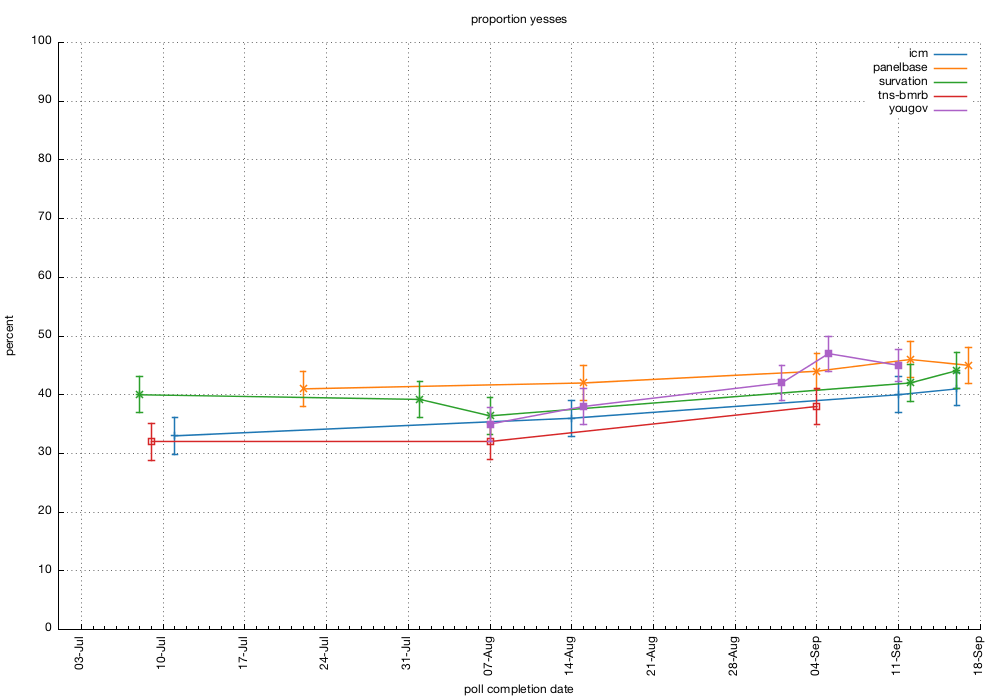 proportion yesses
100
90
80
70
60
50
40
30
20
10
0
percent
icm
panelbase
survation
tns-bmrb
yougov
03-Jul
10-Jul
17-Jul
24-Jul
31-Jul
07-Aug
14-Aug
21-Aug
28-Aug
04-Sep
11-Sep
18-Sep
poll completion date